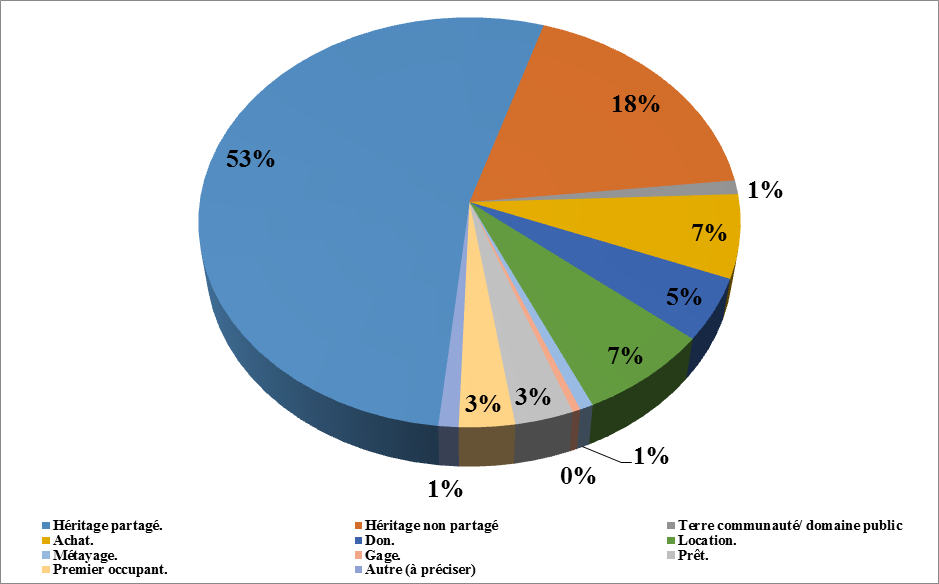 18%
53%
1%
7%
5%
7%
3%
3%
1%
0%
1%
Héritage partagé.
Héritage non partagé
Terre communauté/ domaine public
Achat.
Don.
Location.
Métayage.
Gage.
Prêt.
Premier occupant.
Autre (à préciser)